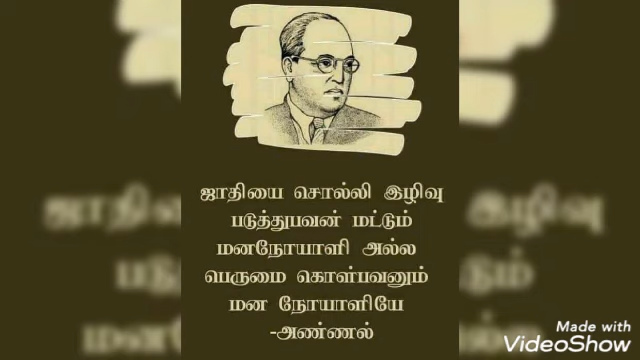 ஜாதியை சொல்லி இழிவு
படுத்துபவன் மட்டும்
மனநோயாளி அல்ல
பெருமை கொள்பவனும்
மன நோயாளியே
-அண்ணல்
Made with
VideoShow